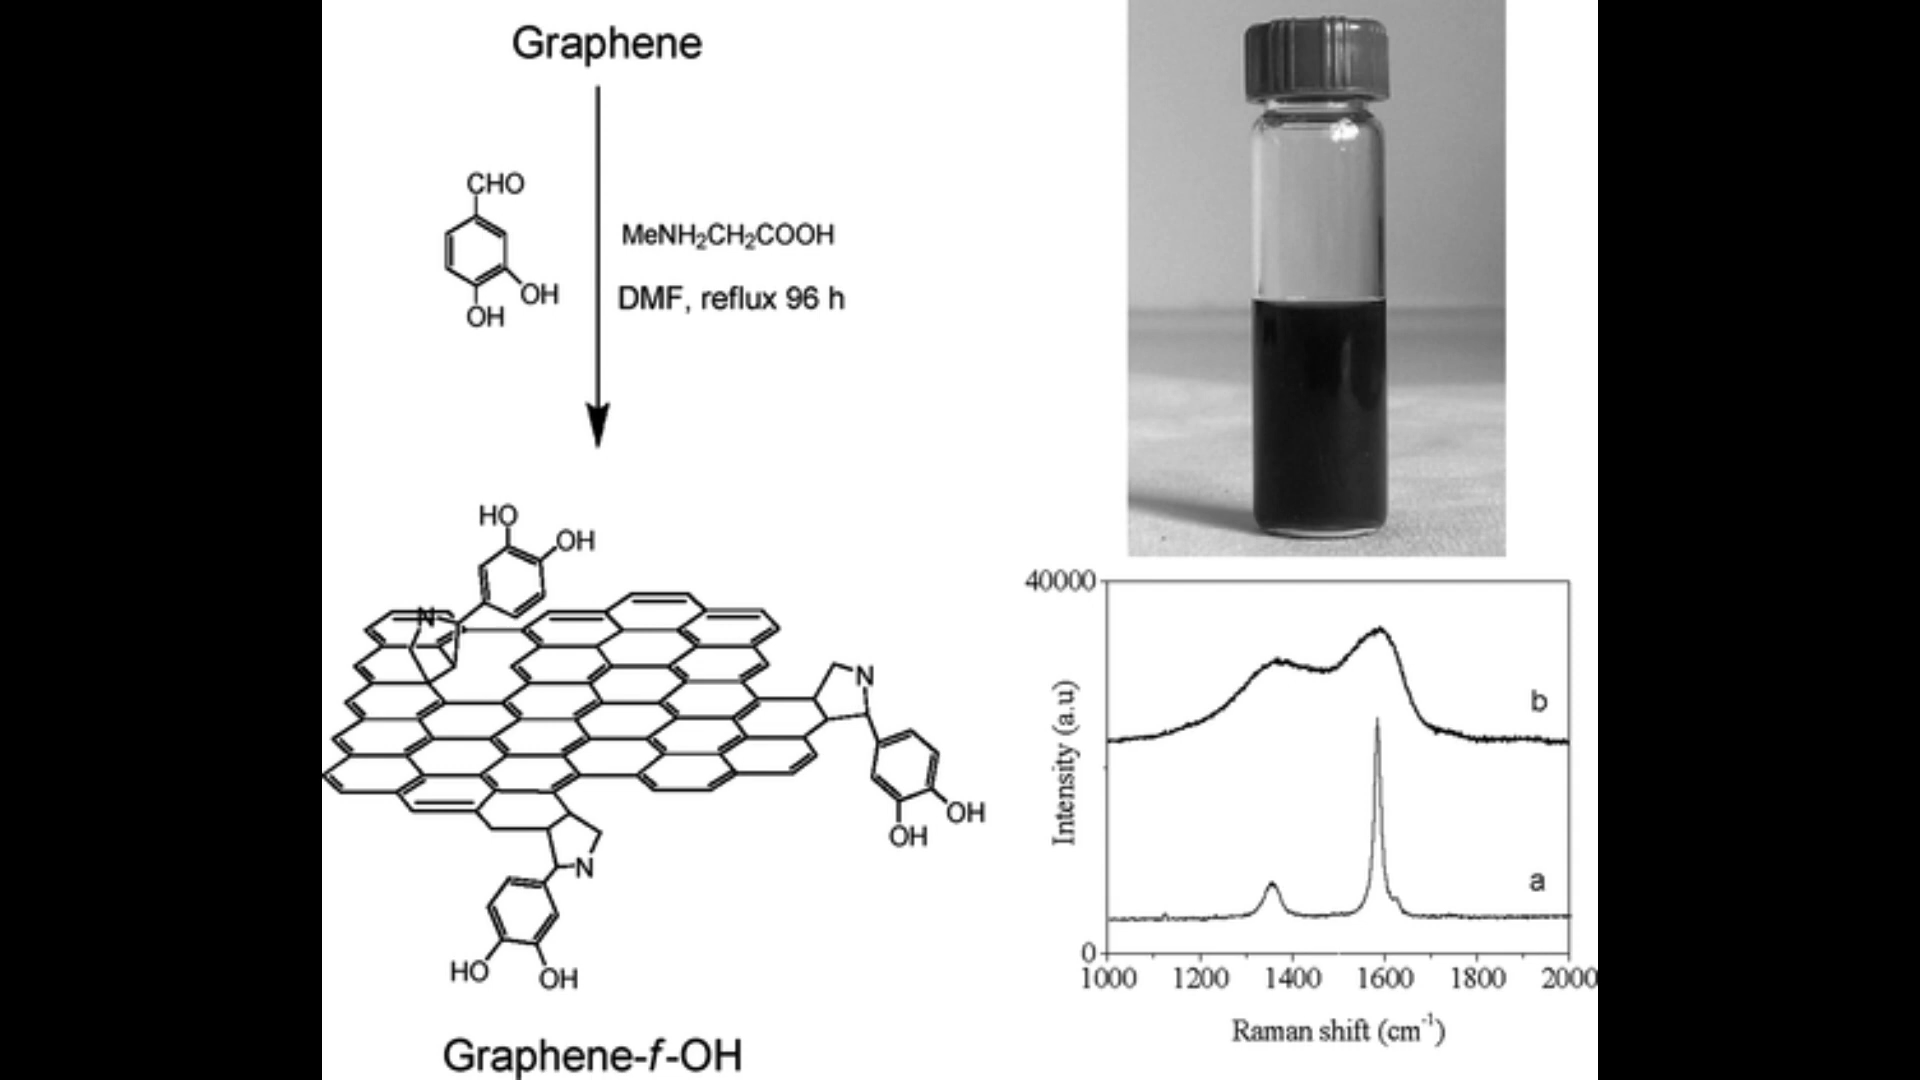 Graphene
CHO
OH
OH
MeNH₂CH₂COOH
DMF, reflux 96 h
HO
OH
N
N
OH
OH
N
HO
OH
Graphene-f-OH
40000
b
a
0
1000 1200 1400 1600 1800 2000
Intensity (a.u)
Raman shift (cm⁻¹)